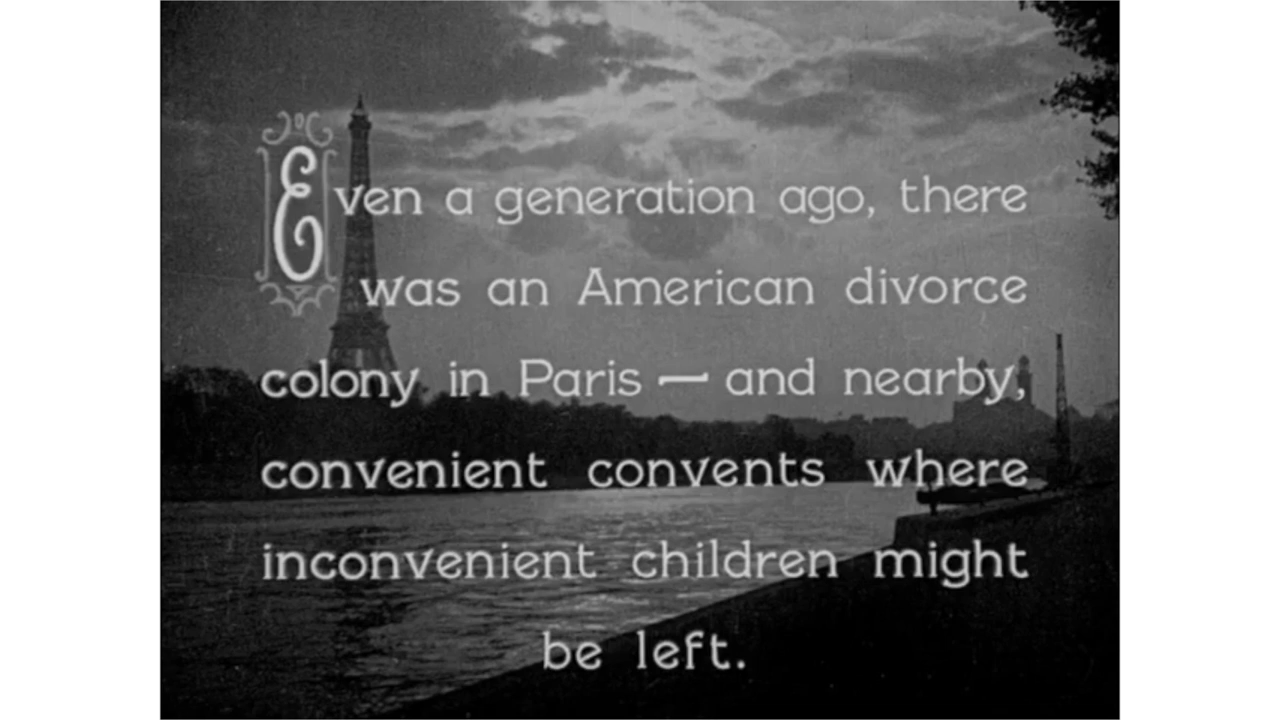 Even a generation ago, there
was an American divorce
colony in Paris — and nearby,
convenient convents where
inconvenient children might
be left.